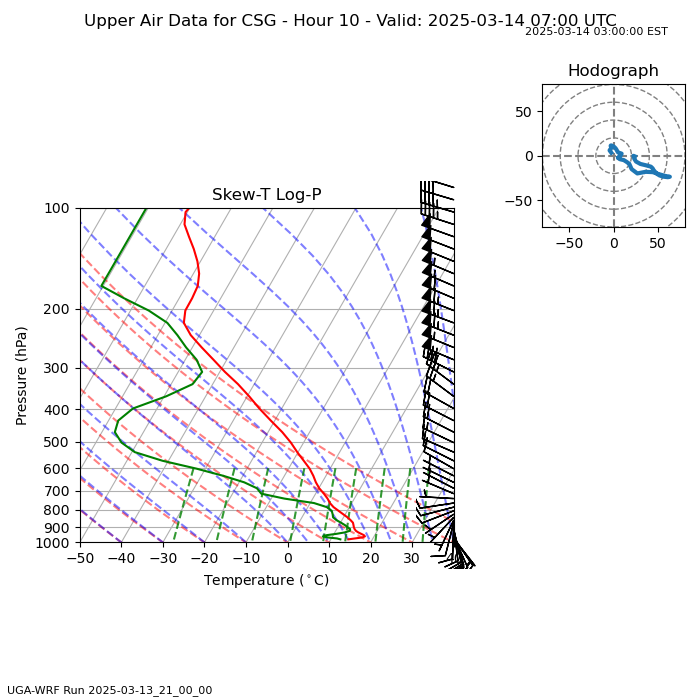 Upper Air Data for CSG - Hour 10 - Valid: 2025-03-14 07:00 UTC
2025-03-14 03:00:00 EST
Hodograph
50
0
−50
−50 0 50
Skew-T Log-P
100
200
300
400
500
600
700
800
900
1000
Pressure (hPa)
−50 −40 −30 −20 −10 0 10 20 30
Temperature (°C)
UGA-WRF Run 2025-03-13_21_00_00